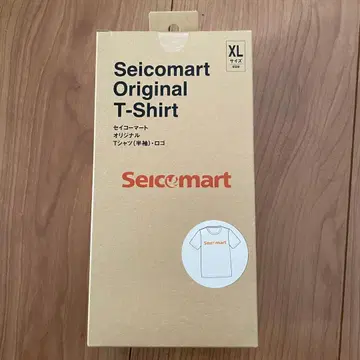 XL
サイズ
Seicomart
Original
T-Shirt
セイコーマート
オリジナル
Tシャツ(半袖)・ロゴ
Seicomart
Seicomart